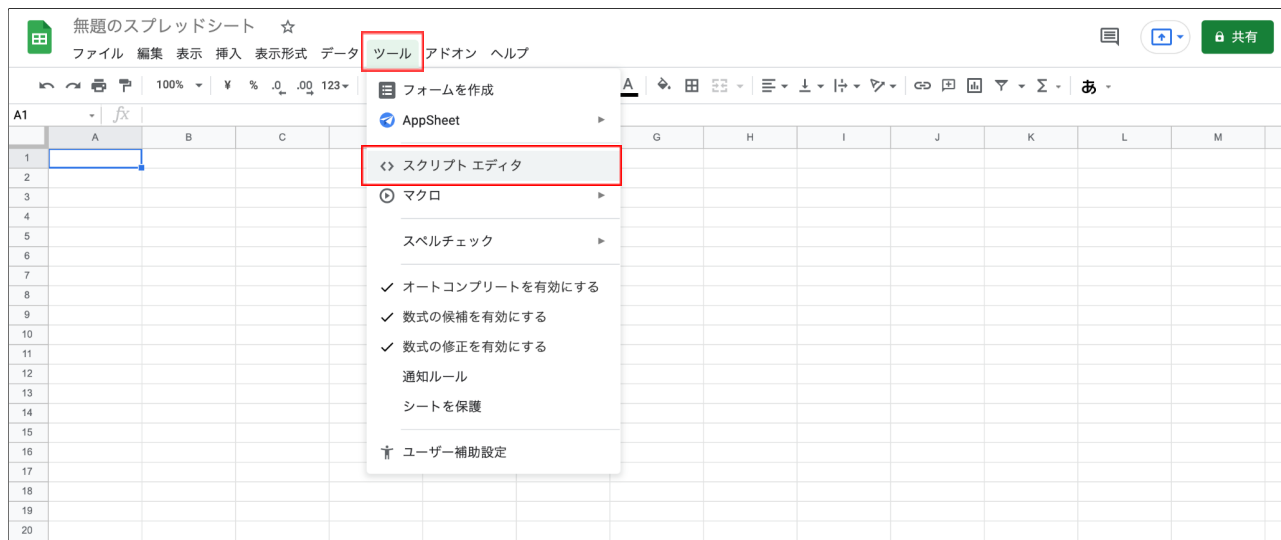 無題のスプレッドシート
ファイル 編集 表示 挿入 表示形式 データ ツール アドオン ヘルプ
共有
100% ¥ % .0 .00 123 A あ
A1 fx
A B C G H I J K L M
フォームを作成
AppSheet
スクリプト エディタ
マクロ
スペルチェック
オートコンプリートを有効にする
数式の候補を有効にする
数式の修正を有効にする
通知ルール
シートを保護
ユーザー補助設定
1
2
3
4
5
6
7
8
9
10
11
12
13
14
15
16
17
18
19
20